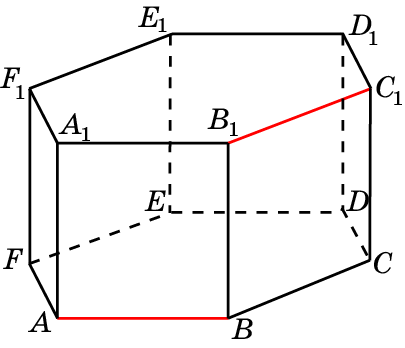 E₁ D₁
F₁ C₁
A₁ B₁
E D
F C
A B